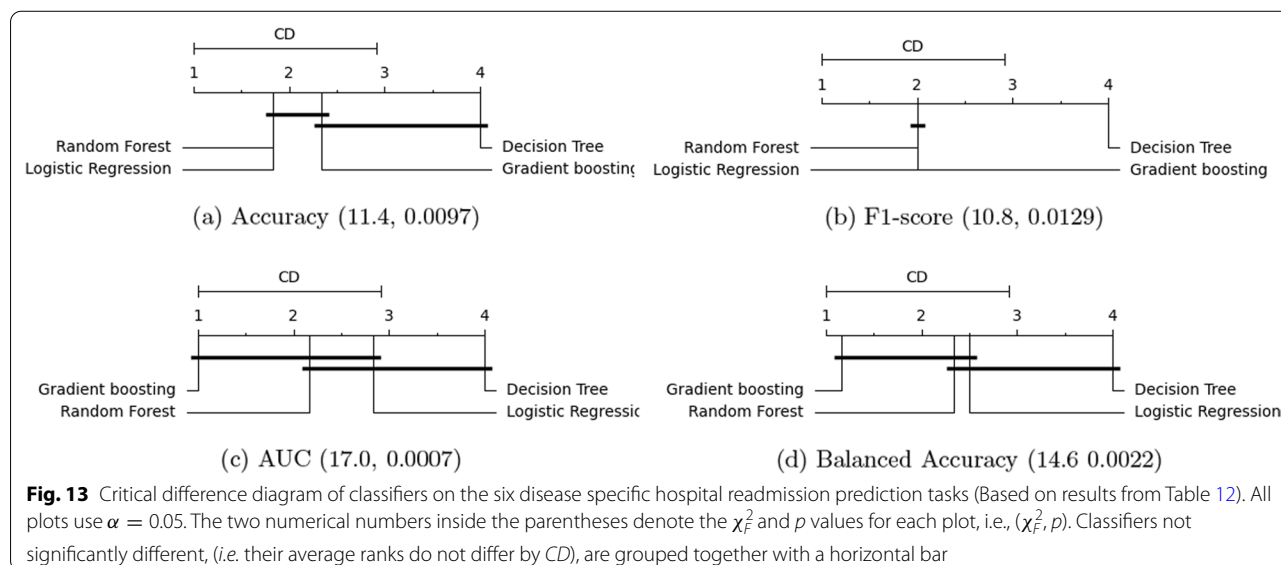 CD
1 2 3 4
Random Forest
Logistic Regression
Decision Tree
Gradient boosting
(a) Accuracy (11.4, 0.0097)
CD
1 2 3 4
Random Forest
Logistic Regression
Decision Tree
Gradient boosting
(b) F1-score (10.8, 0.0129)
CD
1 2 3 4
Gradient boosting
Random Forest
Decision Tree
Logistic Regressic
(c) AUC (17.0, 0.0007)
CD
1 2 3 4
Gradient boosting
Random Forest
Decision Tree
Logistic Regression
(d) Balanced Accuracy (14.6 0.0022)
Fig. 13 Critical difference diagram of classifiers on the six disease specific hospital readmission prediction tasks (Based on results from Table 12). All
plots use α = 0.05. The two numerical numbers inside the parentheses denote the χ²_F and p values for each plot, i.e., (χ²_F, p). Classifiers not
significantly different, (i.e. their average ranks do not differ by CD), are grouped together with a horizontal bar